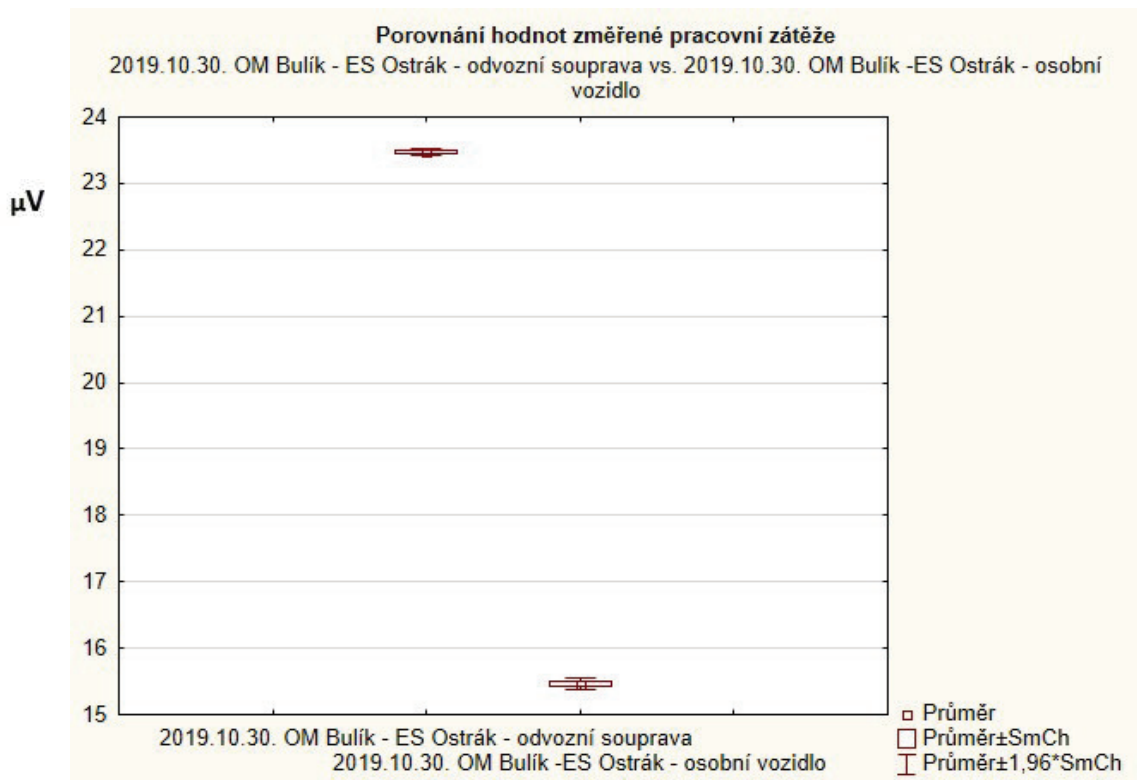 Porovnání hodnot změřené pracovní zátěže
2019.10.30. OM Bulík - ES Ostrák - odvozní souprava vs. 2019.10.30. OM Bulík -ES Ostrák - osobní
vozidlo
24
23
μV
22
21
20
19
18
17
16
15
2019.10.30. OM Bulík - ES Ostrák - odvozní souprava
2019.10.30. OM Bulík -ES Ostrák - osobní vozidlo
Průměr
Průměr±SmCh
Průměr±1,96*SmCh